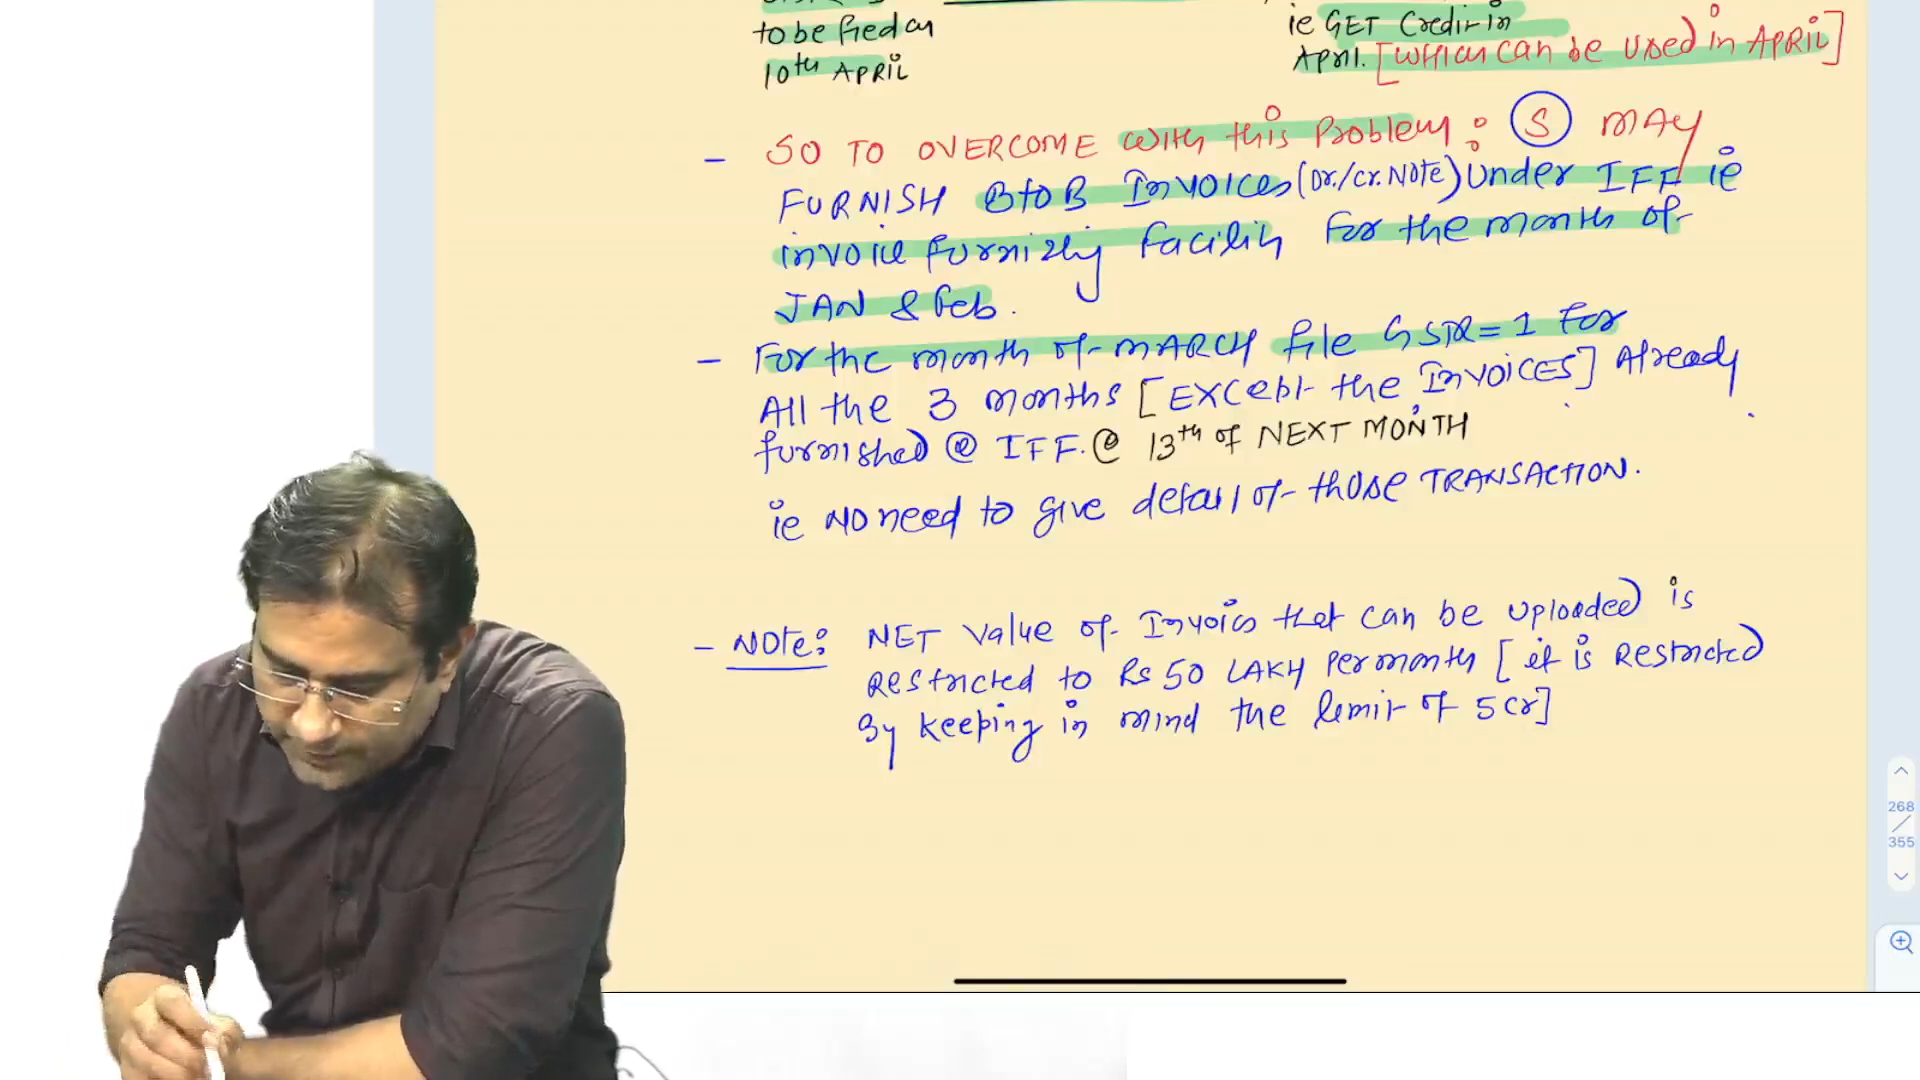 to be filed on
10th APRIL
ie GET Credit in
April. [which can be used in APRIL]
- SO TO OVERCOME with this Problem: (S) MAY
FURNISH BtoB Invoices (Dr./Cr. Note) Under IFF ie
invoice furnishing facility for the month of
JAN & Feb.
- For the month of MARCH file GSTR=1 for
All the 3 months [EXCEPT the INVOICES] Already
furnished @ IFF. @ 13th of NEXT MONTH
ie NO need to give detail of those TRANSACTION.
- NOTE: NET Value of Invoices that can be uploaded is
RESTRICTED to Rs 50 LAKH Per month [it is RESTRICTED
By keeping in mind the limit of 5 Cr]
268
/
355